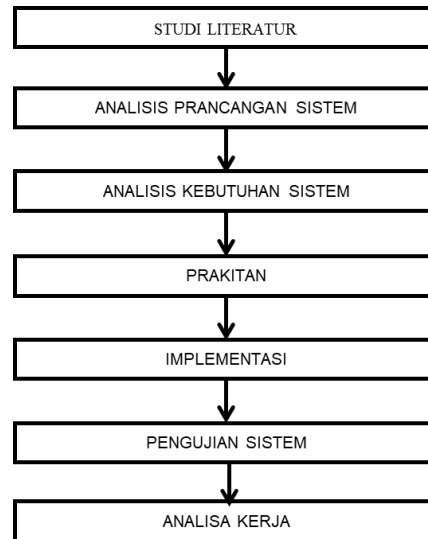 STUDI LITERATUR
ANALISIS PRANCANGAN SISTEM
ANALISIS KEBUTUHAN SISTEM
PRAKITAN
IMPLEMENTASI
PENGUJIAN SISTEM
ANALISA KERJA